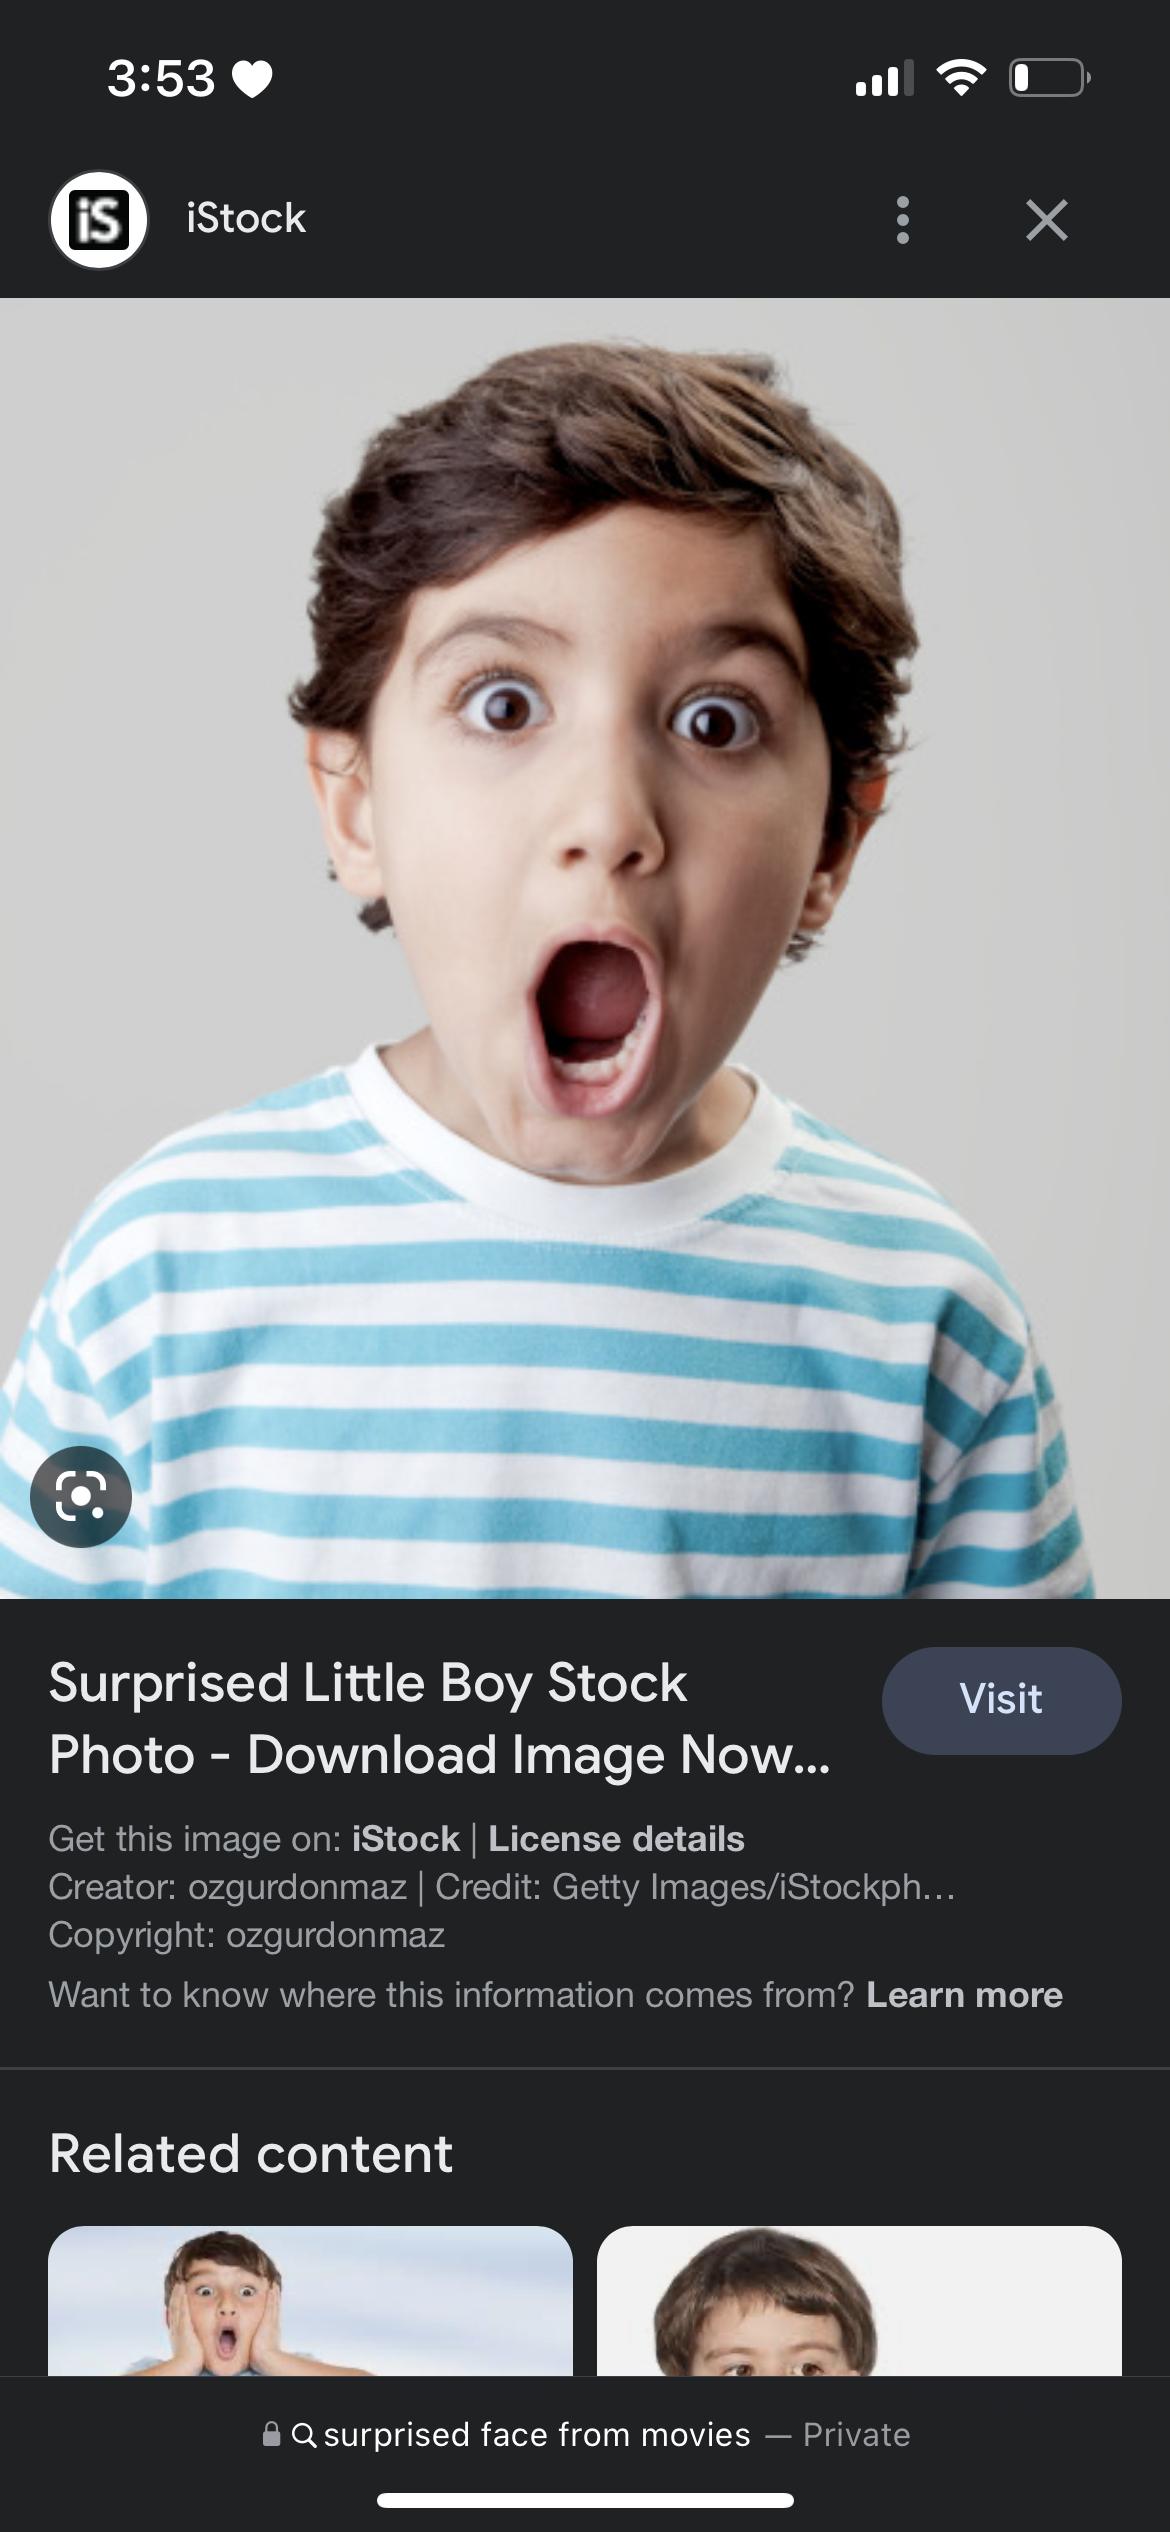 3:53
iS
iStock
Surprised Little Boy Stock
Photo - Download Image Now...
Visit
Get this image on: iStock | License details
Creator: ozgurdonmaz | Credit: Getty Images/iStockph...
Copyright: ozgurdonmaz
Want to know where this information comes from? Learn more
Related content
surprised face from movies — Private